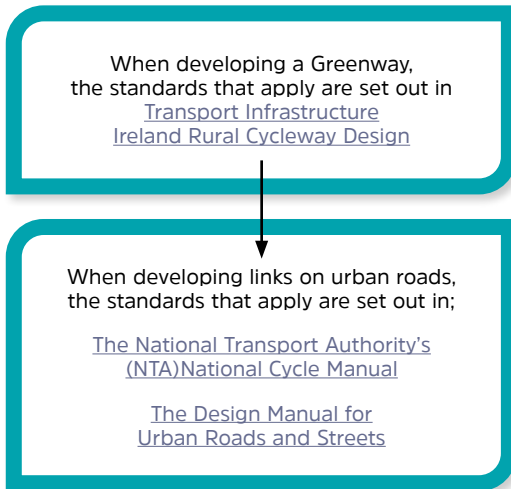 When developing a Greenway,
the standards that apply are set out in
Transport Infrastructure
Ireland Rural Cycleway Design
When developing links on urban roads,
the standards that apply are set out in;
The National Transport Authority's
(NTA)National Cycle Manual
The Design Manual for
Urban Roads and Streets